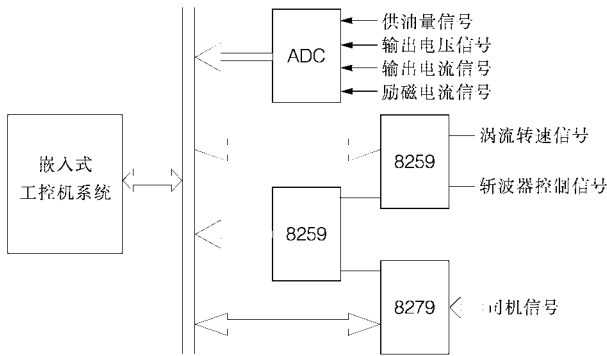 供油量信号
输出电压信号
ADC
输出电流信号
励磁电流信号
嵌入式
工控机系统
8259
涡流转速信号
斩波器控制信号
8259
8279
司机信号